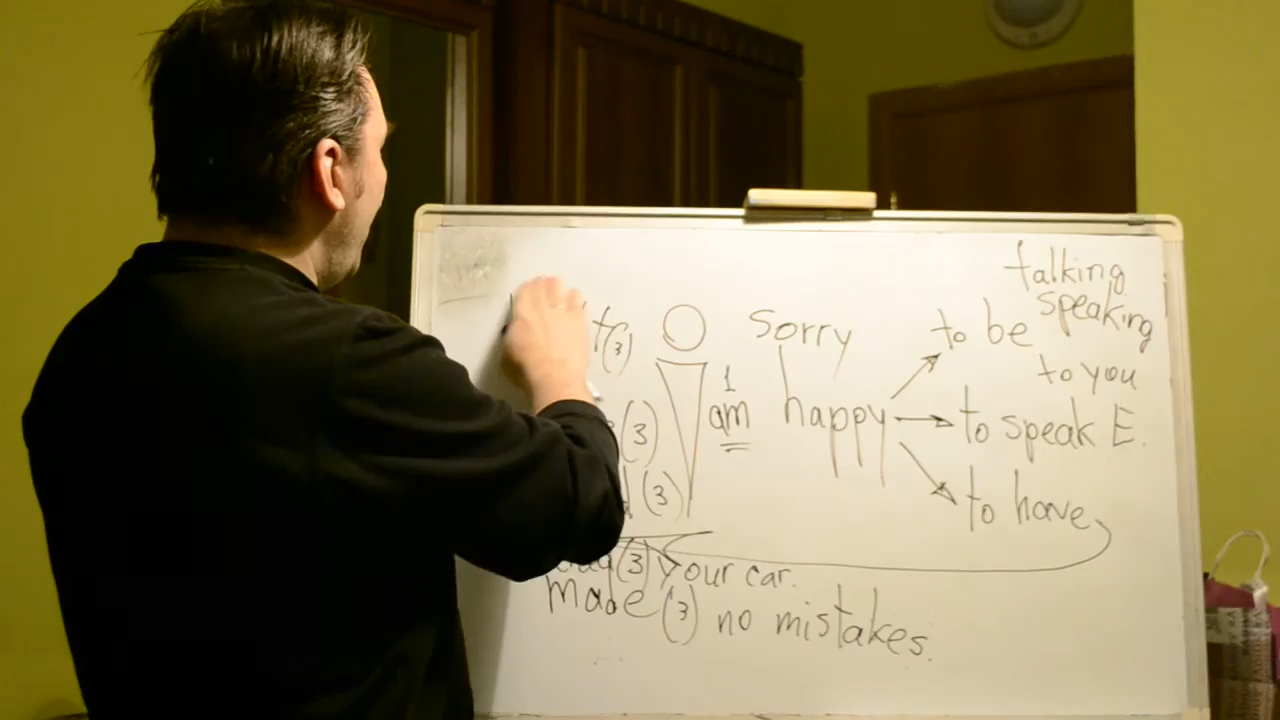 talking
speaking
Sorry
to be
to you
(3)
1
am
happy
to speak E.
(3)
(3)
to have
(3) your car.
made (3) no mistakes.